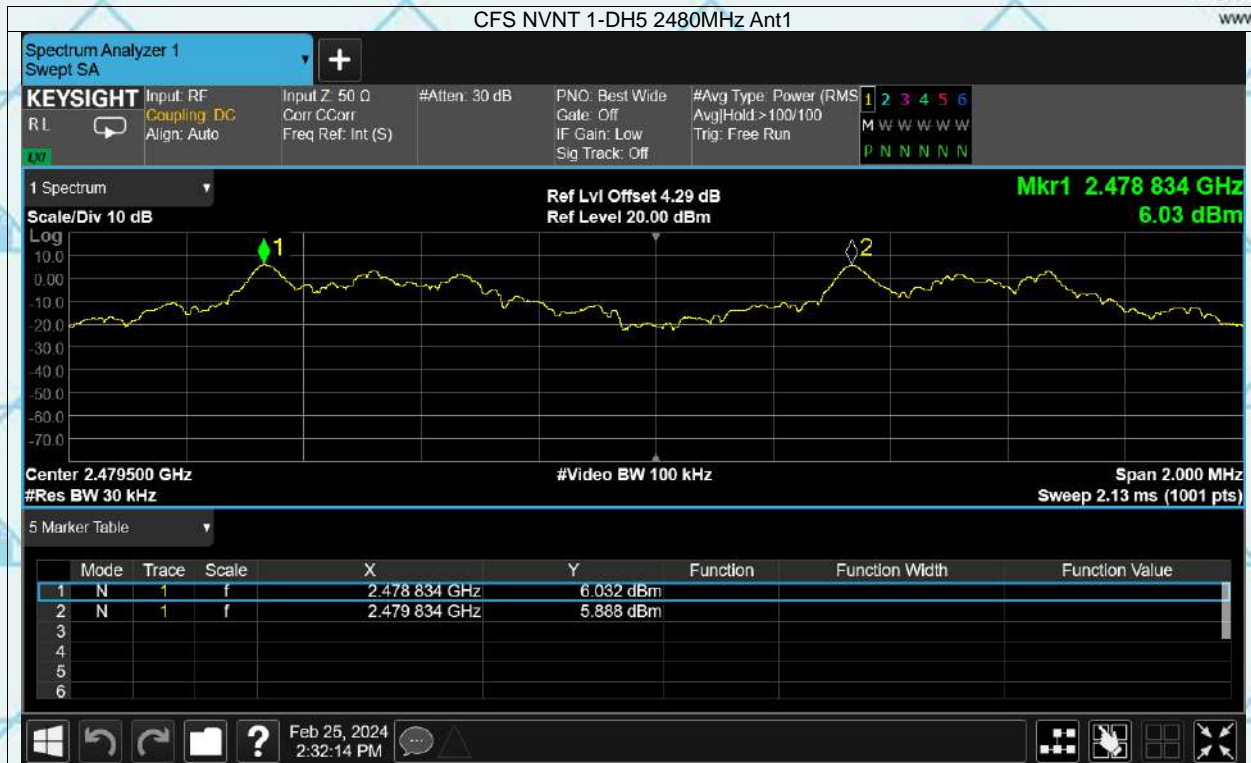 CFS NVNT 1-DH5 2480MHz Ant1
www
Spectrum Analyzer 1
Swept SA
+
KEYSIGHT Input: RF Input Z: 50 Ω #Atten: 30 dB PNO: Best Wide #Avg Type: Power (RMS 1 2 3 4 5 6
RL Coupling: DC Corr CCorr Gate: Off Avg|Hold:>100/100 M W W W W W
Align: Auto Freq Ref: Int (S) IF Gain: Low Trig: Free Run
LXI Sig Track: Off P N N N N N
1 Spectrum Ref Lvl Offset 4.29 dB Mkr1 2.478 834 GHz
Scale/Div 10 dB Ref Level 20.00 dBm 6.03 dBm
Log
1 2
10.0
0.00
-10.0
-20.0
-30.0
-40.0
-50.0
-60.0
-70.0
Center 2.479500 GHz #Video BW 100 kHz Span 2.000 MHz
#Res BW 30 kHz Sweep 2.13 ms (1001 pts)
5 Marker Table
Mode Trace Scale X Y Function Function Width Function Value
1 N 1 f 2.478 834 GHz 6.032 dBm
2 N 1 f 2.479 834 GHz 5.888 dBm
3
4
5
6
? Feb 25, 2024
2:32:14 PM